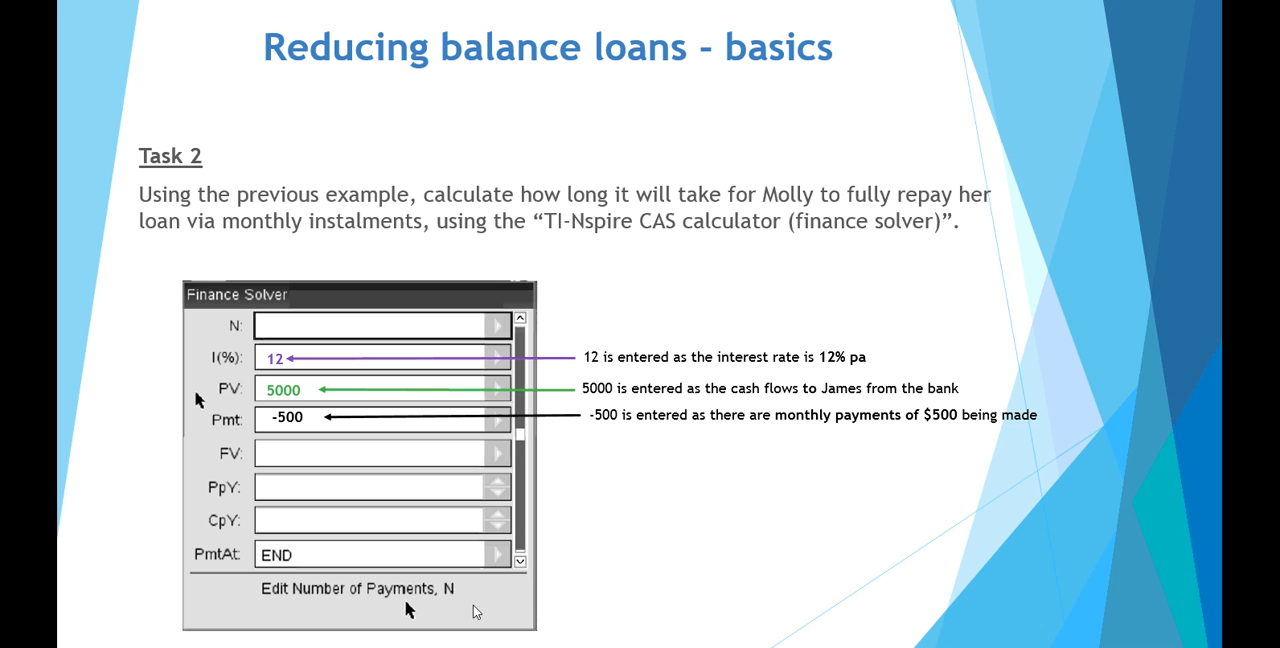 Reducing balance loans - basics
Task 2
Using the previous example, calculate how long it will take for Molly to fully repay her
loan via monthly instalments, using the “TI-Nspire CAS calculator (finance solver)”.
Finance Solver
N:
I(%): 12
12 is entered as the interest rate is 12% pa
PV: 5000
5000 is entered as the cash flows to James from the bank
Pmt: -500
-500 is entered as there are monthly payments of $500 being made
FV:
PpY:
CpY:
PmtAt: END
Edit Number of Payments, N